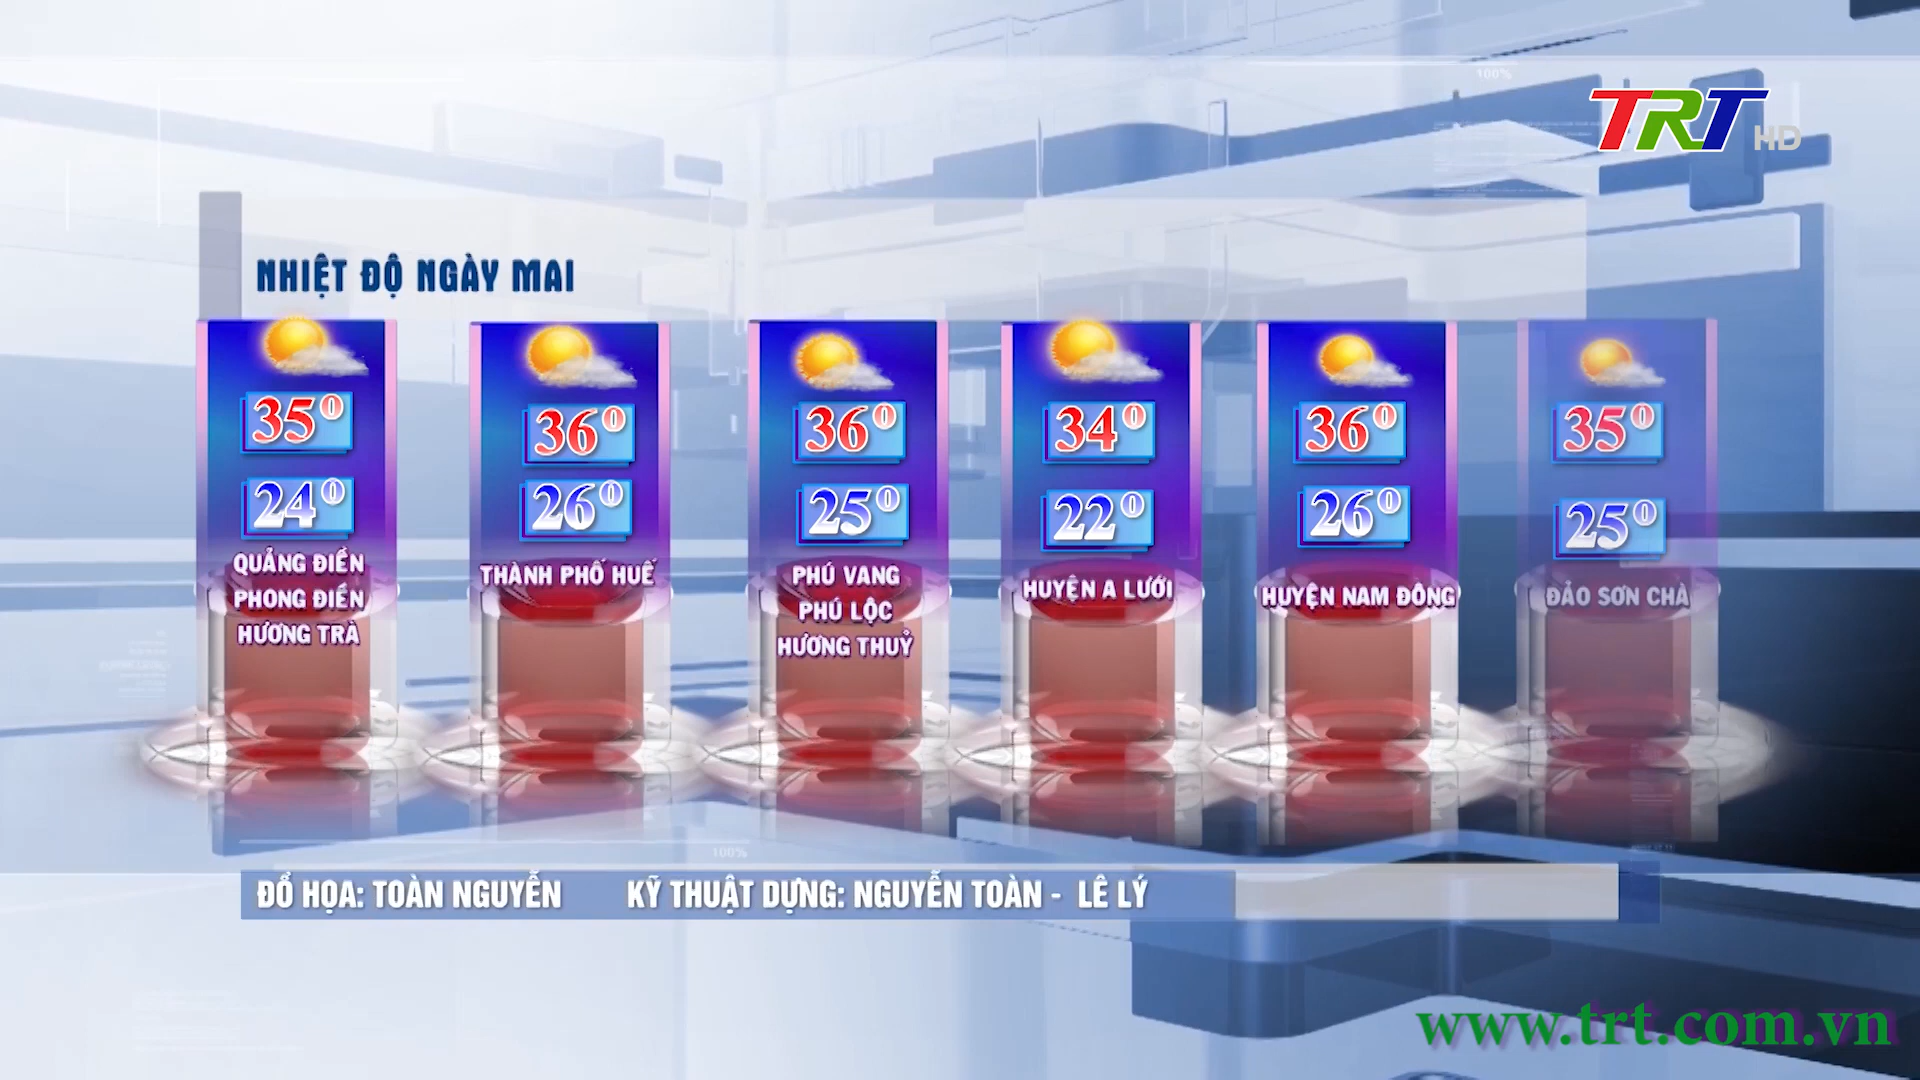 TRT HD
NHIỆT ĐỘ NGÀY MAI
35⁰
24⁰
QUẢNG ĐIỀN
PHONG ĐIỀN
HƯƠNG TRÀ
36⁰
26⁰
THÀNH PHỐ HUẾ
36⁰
25⁰
PHÚ VANG
PHÚ LỘC
HƯƠNG THUỶ
34⁰
22⁰
HUYỆN A LƯỚI
36⁰
26⁰
HUYỆN NAM ĐÔNG
35⁰
25⁰
ĐẢO SƠN CHÀ
100%
100%
ĐỒ HỌA: TOÀN NGUYỄN KỸ THUẬT DỰNG: NGUYỄN TOÀN - LÊ LÝ
www.trt.com.vn